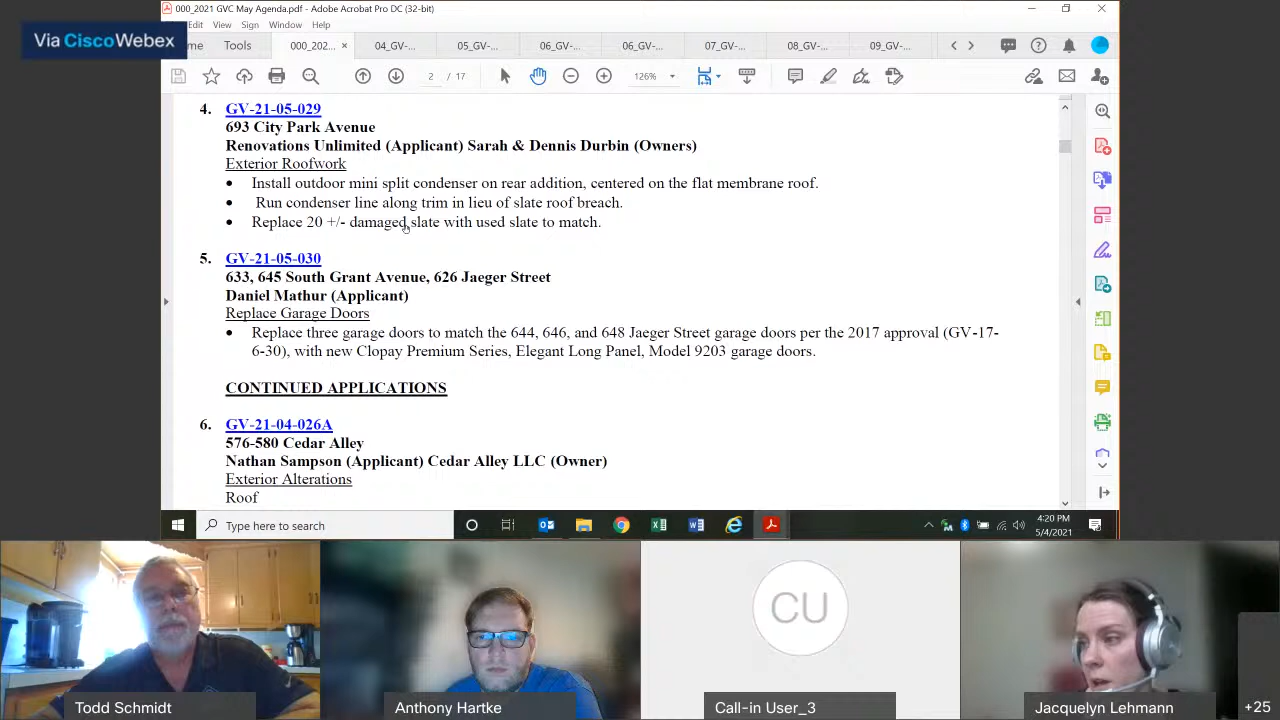 000_2021 GVC May Agenda.pdf - Adobe Acrobat Pro DC (32-bit)
Via CiscoWebex
Edit View Sign Window Help
Tools
000_202... ×
04_GV-...
05_GV-...
06_GV-...
06_GV-...
07_GV-...
08_GV-...
09_GV-...
2 / 17
126%
4. GV-21-05-029
693 City Park Avenue
Renovations Unlimited (Applicant) Sarah & Dennis Durbin (Owners)
Exterior Roofwork
• Install outdoor mini split condenser on rear addition, centered on the flat membrane roof.
• Run condenser line along trim in lieu of slate roof breach.
• Replace 20 +/- damaged slate with used slate to match.
5. GV-21-05-030
633, 645 South Grant Avenue, 626 Jaeger Street
Daniel Mathur (Applicant)
Replace Garage Doors
• Replace three garage doors to match the 644, 646, and 648 Jaeger Street garage doors per the 2017 approval (GV-17-
6-30), with new Clopay Premium Series, Elegant Long Panel, Model 9203 garage doors.
CONTINUED APPLICATIONS
6. GV-21-04-026A
576-580 Cedar Alley
Nathan Sampson (Applicant) Cedar Alley LLC (Owner)
Exterior Alterations
Roof
Type here to search
4:20 PM
5/4/2021
CU
Todd Schmidt
Anthony Hartke
Call-in User_3
Jacquelyn Lehmann
+25